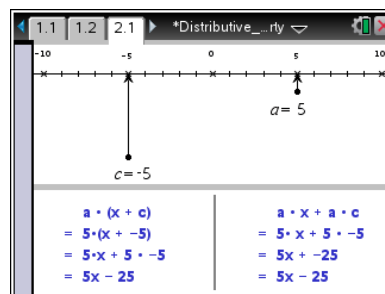 1.1 1.2 2.1 *Distributive_...rty
-10 -5 0 5 10
a = 5
c = -5
a · (x + c)
= 5·(x + -5)
= 5·x + 5 · -5
= 5x - 25
a · x + a · c
= 5· x + 5 · -5
= 5x + -25
= 5x - 25